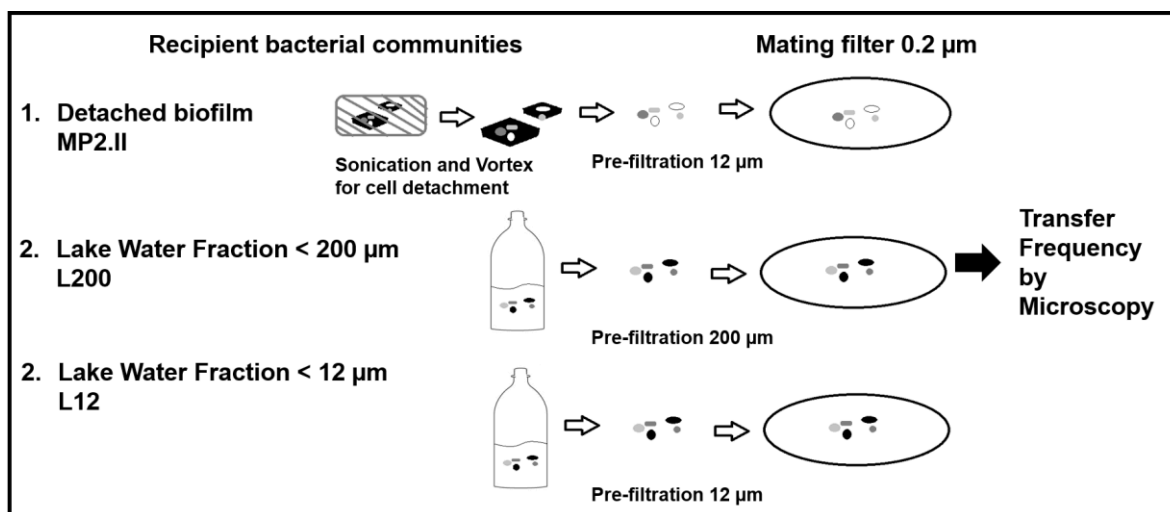 Recipient bacterial communities
Mating filter 0.2 µm
1. Detached biofilm
MP2.II
Sonication and Vortex
for cell detachment
Pre-filtration 12 µm
2. Lake Water Fraction < 200 µm
L200
Pre-filtration 200 µm
Transfer
Frequency
by
Microscopy
2. Lake Water Fraction < 12 µm
L12
Pre-filtration 12 µm